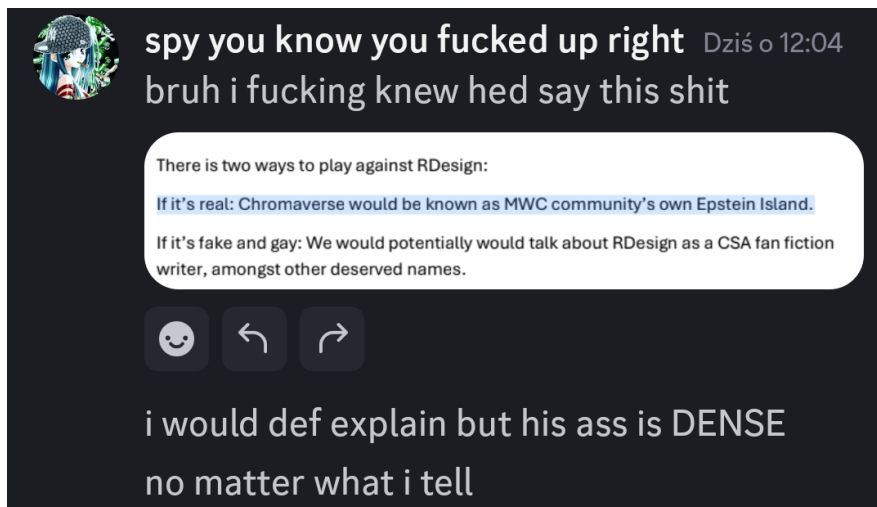 spy you know you fucked up right Dziś o 12:04
bruh i fucking knew hed say this shit
There is two ways to play against RDesign:
If it's real: Chromaverse would be known as MWC community's own Epstein Island.
If it's fake and gay: We would potentially would talk about RDesign as a CSA fan fiction
writer, amongst other deserved names.
i would def explain but his ass is DENSE
no matter what i tell